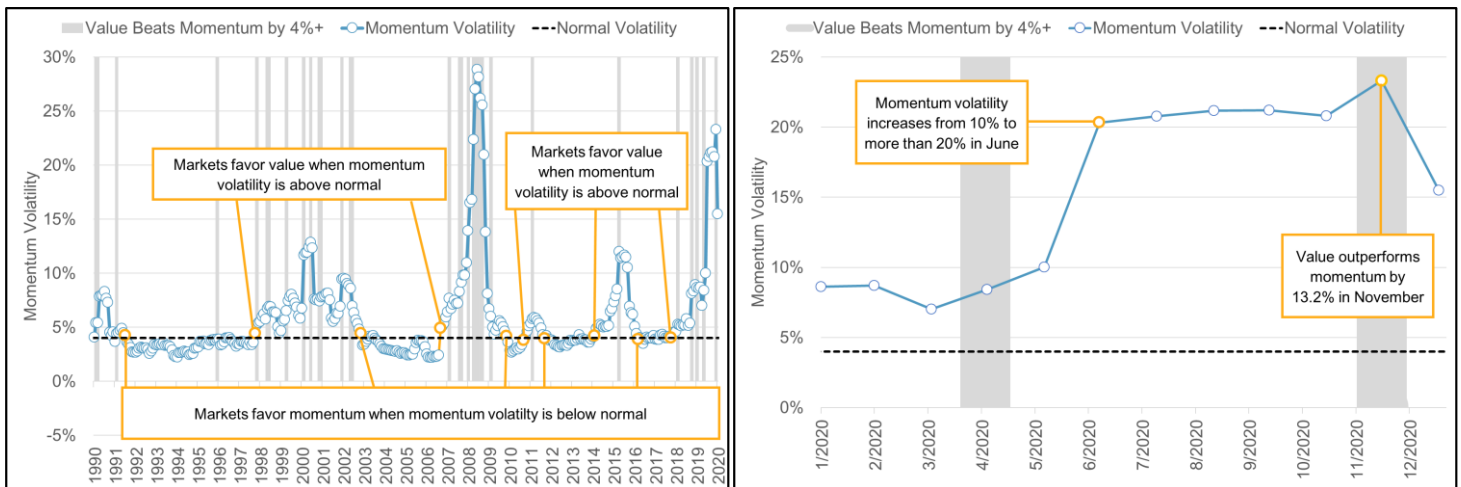 Value Beats Momentum by 4%+ Momentum Volatility Normal Volatility
30%
25%
20%
15%
10%
5%
0%
-5%
Momentum Volatility
Markets favor value when momentum
volatility is above normal
Markets favor value
when momentum
volatility is above normal
Markets favor momentum when momentum volatilty is below normal
1990 1991 1992 1993 1994 1995 1996 1997 1998 1999 2000 2001 2002 2003 2004 2005 2006 2007 2008 2009 2010 2011 2012 2013 2014 2015 2016 2017 2018 2019 2020
Value Beats Momentum by 4%+ Momentum Volatility Normal Volatility
25%
20%
15%
10%
5%
0%
Momentum Volatility
Momentum volatility
increases from 10% to
more than 20% in June
Value outperforms
momentum by
13.2% in November
1/2020 2/2020 3/2020 4/2020 5/2020 6/2020 7/2020 8/2020 9/2020 10/2020 11/2020 12/2020